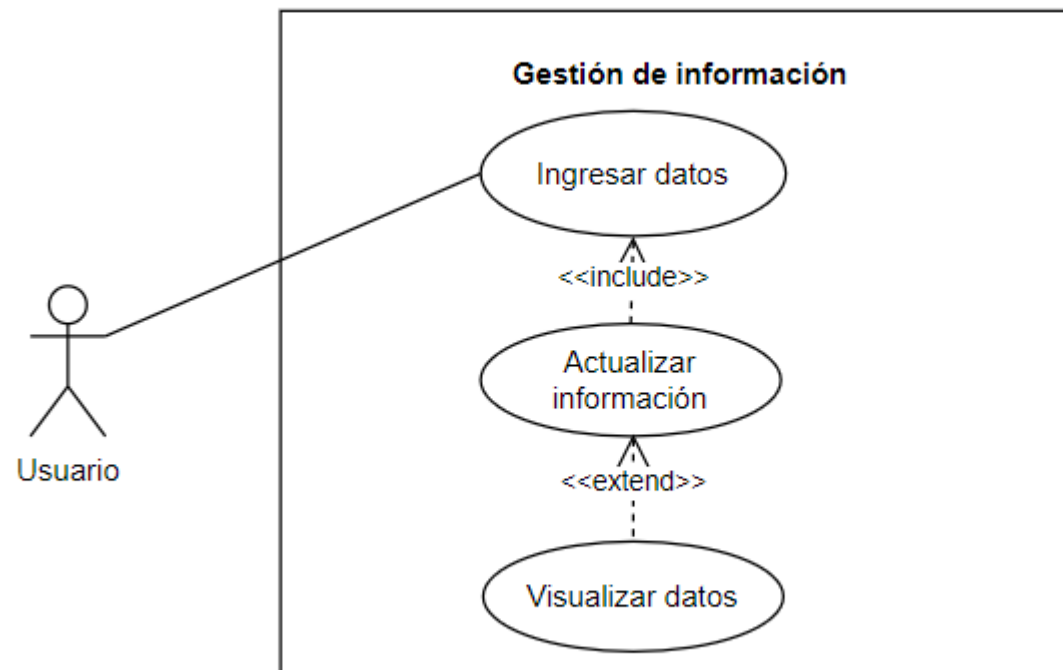 Gestión de información
Ingresar datos
<<include>>
Actualizar
información
Usuario
<<extend>>
Visualizar datos